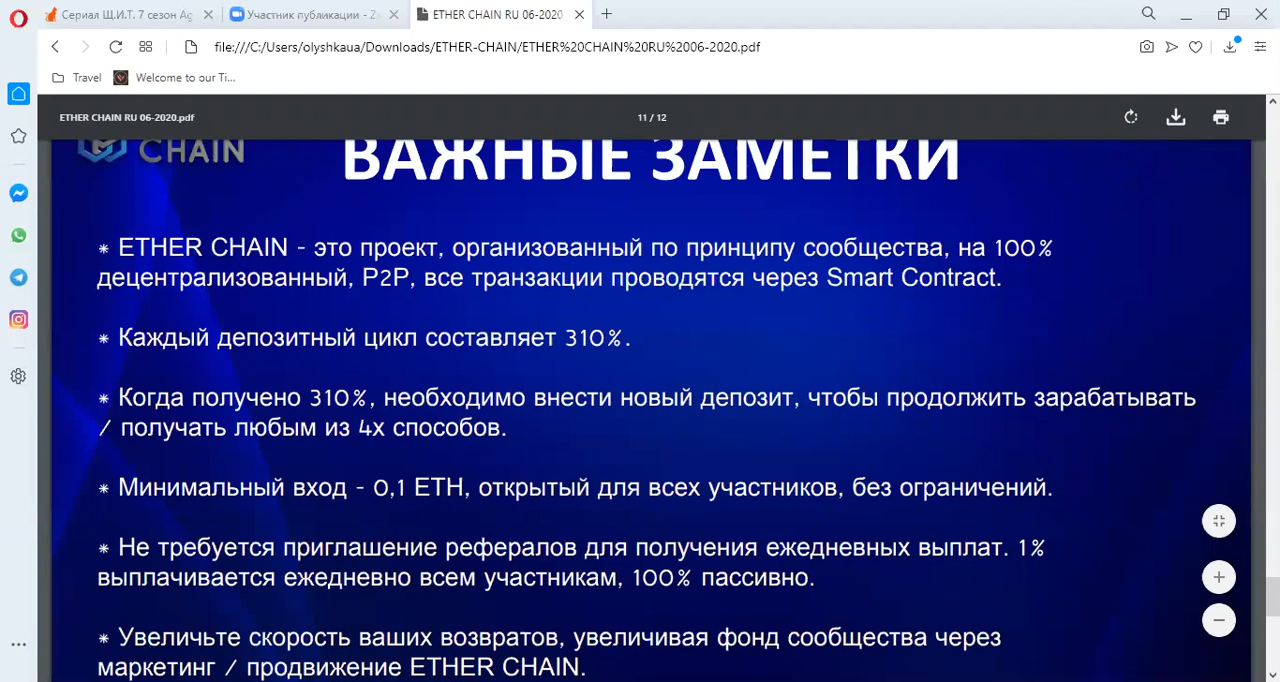 Сериал Щ.И.Т. 7 сезон Ag
Участник публикации - Z
ETHER CHAIN RU 06-2020
file:///C:/Users/olyshkaua/Downloads/ETHER-CHAIN/ETHER%20CHAIN%20RU%2006-2020.pdf
Travel
Welcome to our Ti...
ETHER CHAIN RU 06-2020.pdf
11 / 12
CHAIN
ВАЖНЫЕ ЗАМЕТКИ
* ETHER CHAIN - это проект, организованный по принципу сообщества, на 100%
децентрализованный, P2P, все транзакции проводятся через Smart Contract.
* Каждый депозитный цикл составляет 310%.
* Когда получено 310%, необходимо внести новый депозит, чтобы продолжить зарабатывать
/ получать любым из 4х способов.
* Минимальный вход - 0,1 ETH, открытый для всех участников, без ограничений.
* Не требуется приглашение рефералов для получения ежедневных выплат. 1%
выплачивается ежедневно всем участникам, 100% пассивно.
* Увеличьте скорость ваших возвратов, увеличивая фонд сообщества через
маркетинг / продвижение ETHER CHAIN.